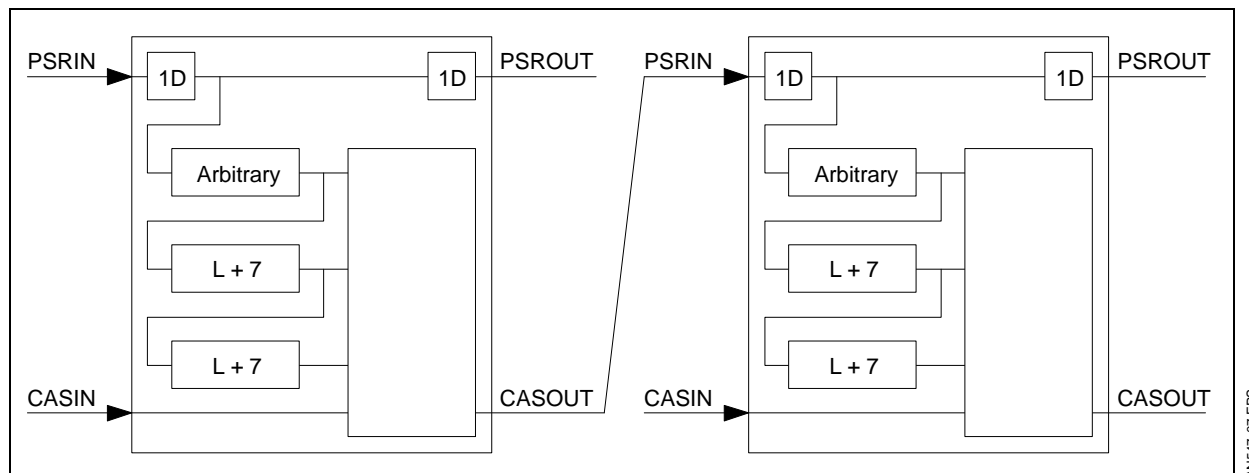 PSRIN
1D
1D
PSROUT
Arbitrary
L + 7
L + 7
CASIN
CASOUT
PSRIN
1D
1D
PSROUT
Arbitrary
L + 7
L + 7
CASIN
CASOUT